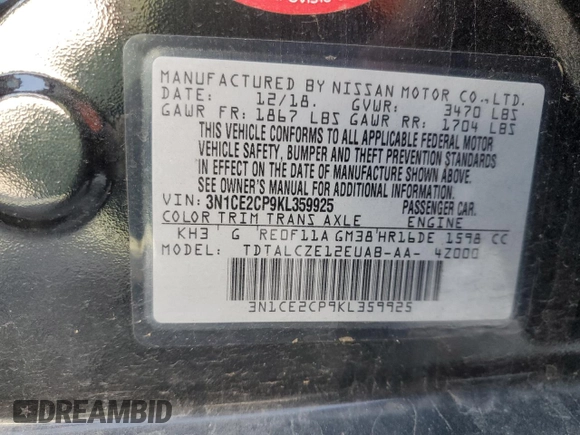 MANUFACTURED BY NISSAN MOTOR CO.,LTD.
DATE: 12/18. GVWR: 3470 LBS
GAWR FR: 1867 LBS GAWR RR: 1704 LBS
THIS VEHICLE CONFORMS TO ALL APPLICABLE FEDERAL MOTOR
VEHICLE SAFETY, BUMPER AND THEFT PREVENTION STANDARDS
IN EFFECT ON THE DATE OF MANUFACTURE SHOWN ABOVE.
SEE OWNER'S MANUAL FOR ADDITIONAL INFORMATION.
VIN: 3N1CE2CP9KL359925 PASSENGER CAR.
COLOR TRIM TRANS AXLE ENGINE
KH3 ' G ' RE0F11A GM38'HR16DE 1598 CC
MODEL: TDTALCZE12EUA8-AA- 4Z000
3N1CE2CP9KL359925
DREAMBID